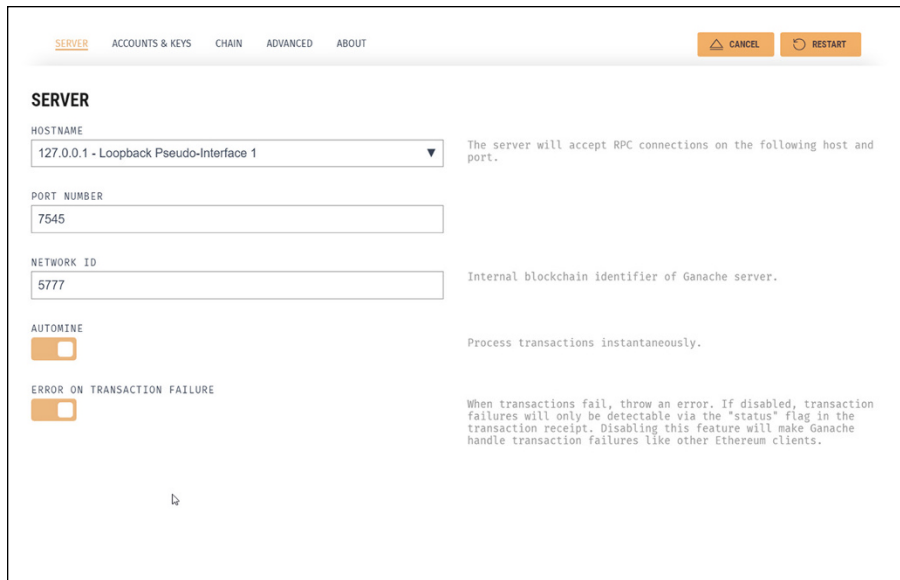 SERVER ACCOUNTS & KEYS CHAIN ADVANCED ABOUT CANCEL RESTART
SERVER
HOSTNAME
127.0.0.1 - Loopback Pseudo-Interface 1
The server will accept RPC connections on the following host and
port.
PORT NUMBER
7545
NETWORK ID
5777
Internal blockchain identifier of Ganache server.
AUTOMINE
Process transactions instantaneously.
ERROR ON TRANSACTION FAILURE
When transactions fail, throw an error. If disabled, transaction
failures will only be detectable via the "status" flag in the
transaction receipt. Disabling this feature will make Ganache
handle transaction failures like other Ethereum clients.